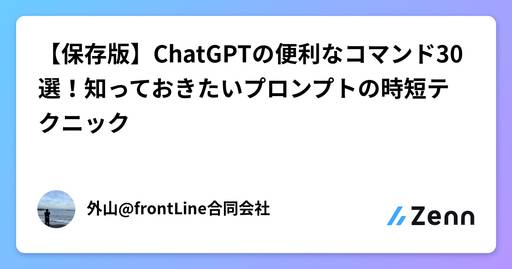 【保存版】ChatGPTの便利なコマンド30
選！知っておきたいプロンプトの時短テ
クニック
外山@frontLine合同会社
Zenn